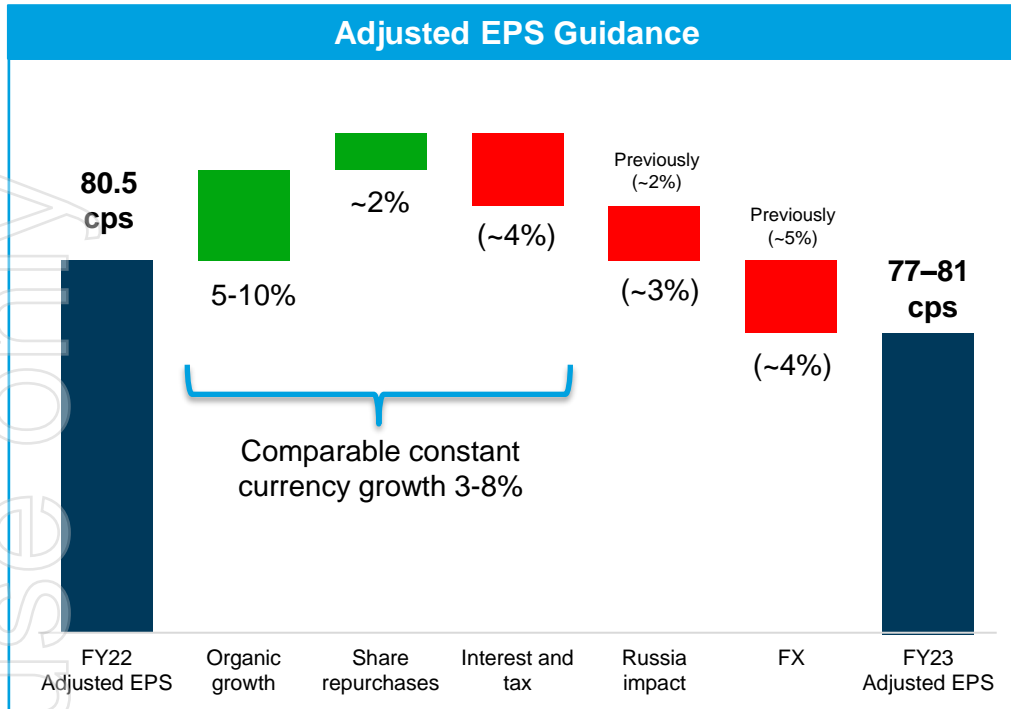 Adjusted EPS Guidance
80.5
cps
5-10%
~2%
(~4%)
Previously
(~2%)
(~3%)
Previously
(~5%)
(~4%)
77–81
cps
Comparable constant
currency growth 3-8%
FY22
Adjusted EPS
Organic
growth
Share
repurchases
Interest and
tax
Russia
impact
FX
FY23
Adjusted EPS
use only